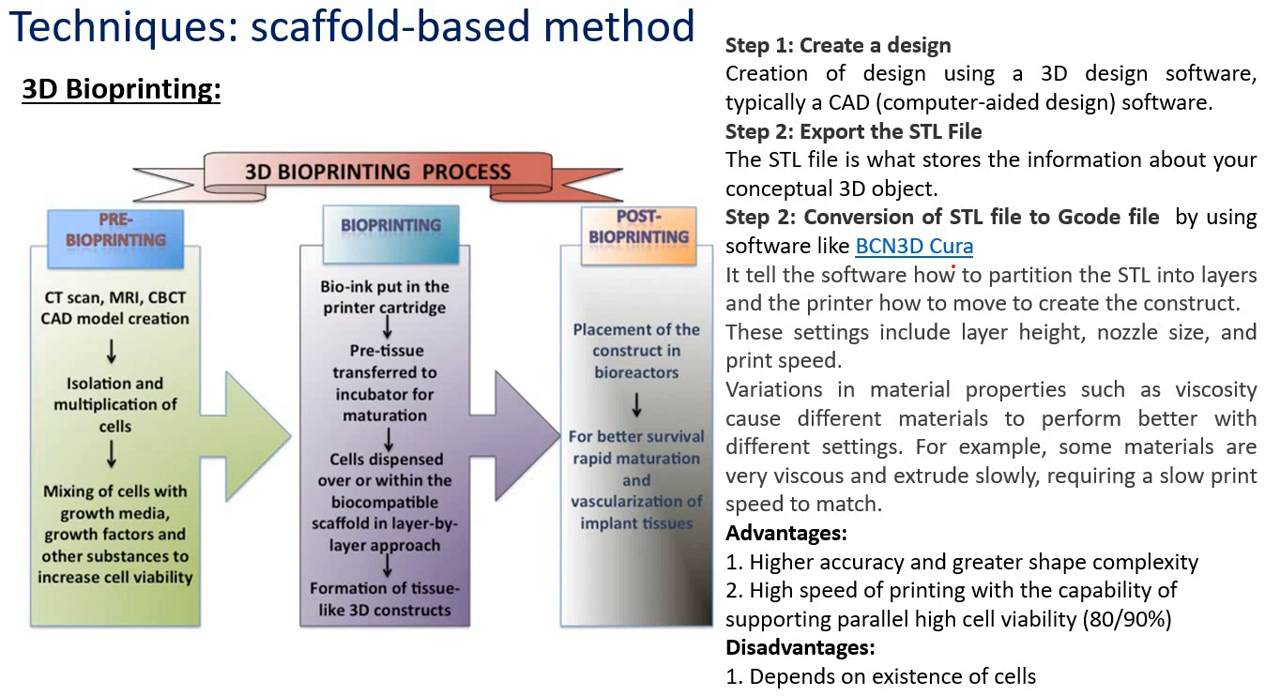 Techniques: scaffold-based method
3D Bioprinting:
3D BIOPRINTING PROCESS
PRE-
BIOPRINTING
CT scan, MRI, CBCT
CAD model creation
Isolation and
multiplication of
cells
Mixing of cells with
growth media,
growth factors and
other substances to
increase cell viability
BIOPRINTING
Bio-ink put in the
printer cartridge
Pre-tissue
transferred to
incubator for
maturation
Cells dispensed
over or within the
biocompatible
scaffold in layer-by-
layer approach
Formation of tissue-
like 3D constructs
POST-
BIOPRINTING
Placement of the
construct in
bioreactors
For better survival
rapid maturation
and
vascularization of
implant tissues
Step 1: Create a design
Creation of design using a 3D design software,
typically a CAD (computer-aided design) software.
Step 2: Export the STL File
The STL file is what stores the information about your
conceptual 3D object.
Step 2: Conversion of STL file to Gcode file by using
software like BCN3D Cura
It tell the software how to partition the STL into layers
and the printer how to move to create the construct.
These settings include layer height, nozzle size, and
print speed.
Variations in material properties such as viscosity
cause different materials to perform better with
different settings. For example, some materials are
very viscous and extrude slowly, requiring a slow print
speed to match.
Advantages:
1. Higher accuracy and greater shape complexity
2. High speed of printing with the capability of
supporting parallel high cell viability (80/90%)
Disadvantages:
1. Depends on existence of cells